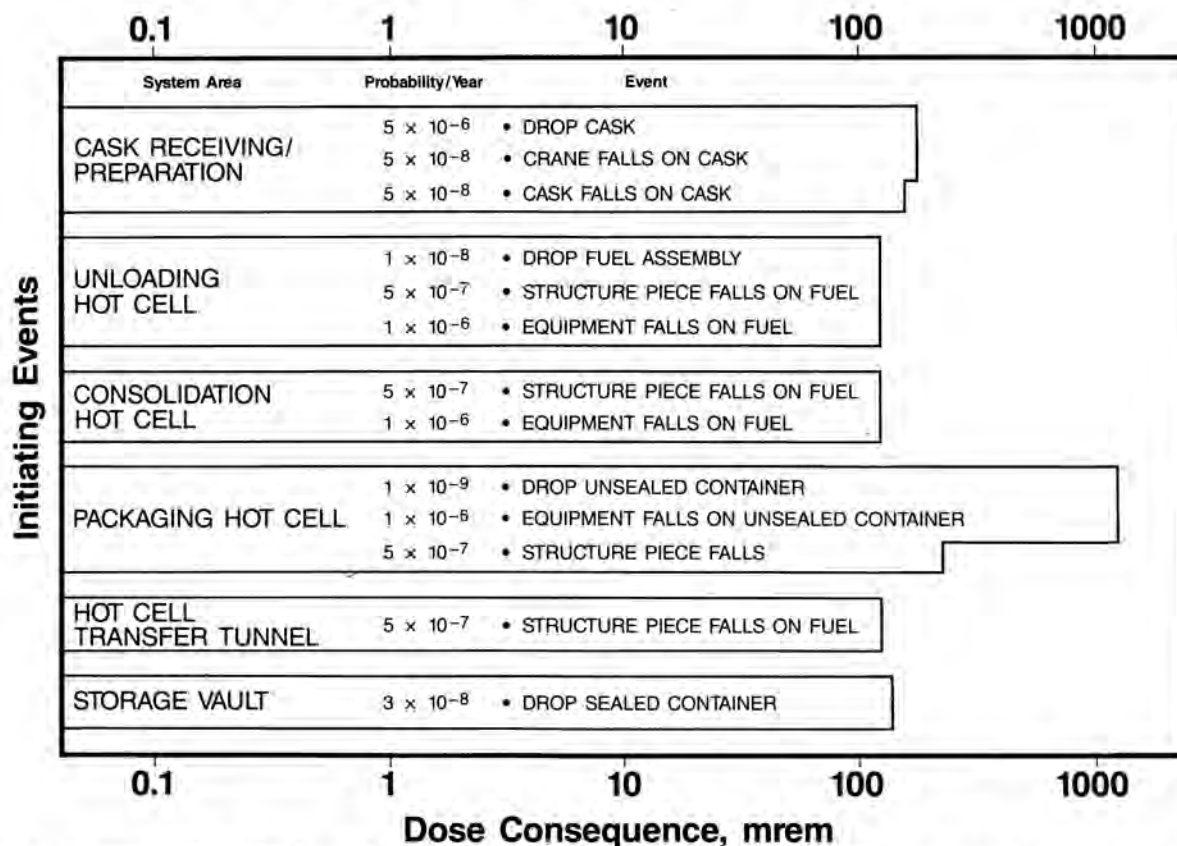 0.1 1 10 100 1000
System Area Probability/Year Event
CASK RECEIVING/
PREPARATION
5 × 10⁻⁶ • DROP CASK
5 × 10⁻⁸ • CRANE FALLS ON CASK
5 × 10⁻⁸ • CASK FALLS ON CASK
UNLOADING
HOT CELL
1 × 10⁻⁸ • DROP FUEL ASSEMBLY
5 × 10⁻⁷ • STRUCTURE PIECE FALLS ON FUEL
1 × 10⁻⁶ • EQUIPMENT FALLS ON FUEL
CONSOLIDATION
HOT CELL
5 × 10⁻⁷ • STRUCTURE PIECE FALLS ON FUEL
1 × 10⁻⁶ • EQUIPMENT FALLS ON FUEL
PACKAGING HOT CELL
1 × 10⁻⁹ • DROP UNSEALED CONTAINER
1 × 10⁻⁶ • EQUIPMENT FALLS ON UNSEALED CONTAINER
5 × 10⁻⁷ • STRUCTURE PIECE FALLS
HOT CELL
TRANSFER TUNNEL
5 × 10⁻⁷ • STRUCTURE PIECE FALLS ON FUEL
STORAGE VAULT
3 × 10⁻⁸ • DROP SEALED CONTAINER
Initiating Events
0.1 1 10 100 1000
Dose Consequence, mrem